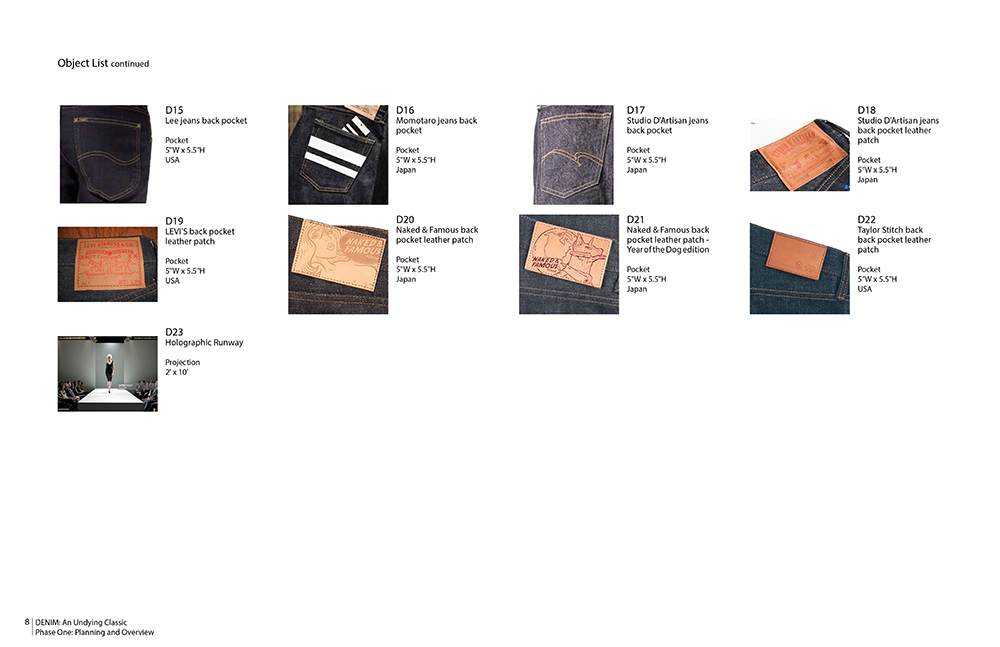 Object List continued
D15
Lee jeans back pocket
Pocket
5"W x 5.5"H
USA
D16
Momotaro jeans back
pocket
Pocket
5"W x 5.5"H
Japan
D17
Studio D'Artisan jeans
back pocket
Pocket
5"W x 5.5"H
Japan
D18
Studio D'Artisan jeans
back pocket leather
patch
Pocket
5"W x 5.5"H
Japan
D19
LEVI'S back pocket
leather patch
Pocket
5"W x 5.5"H
USA
D20
Naked & Famous back
pocket leather patch
Pocket
5"W x 5.5"H
Japan
NAKED &
FAMOUS
D21
Naked & Famous back
pocket leather patch -
Year of the Dog edition
Pocket
5"W x 5.5"H
Japan
NAKED &
FAMOUS
D22
Taylor Stitch back
back pocket leather
patch
Pocket
5"W x 5.5"H
USA
D23
Holographic Runway
Projection
2' x 10'
8 DENIM: An Undying Classic
Phase One: Planning and Overview